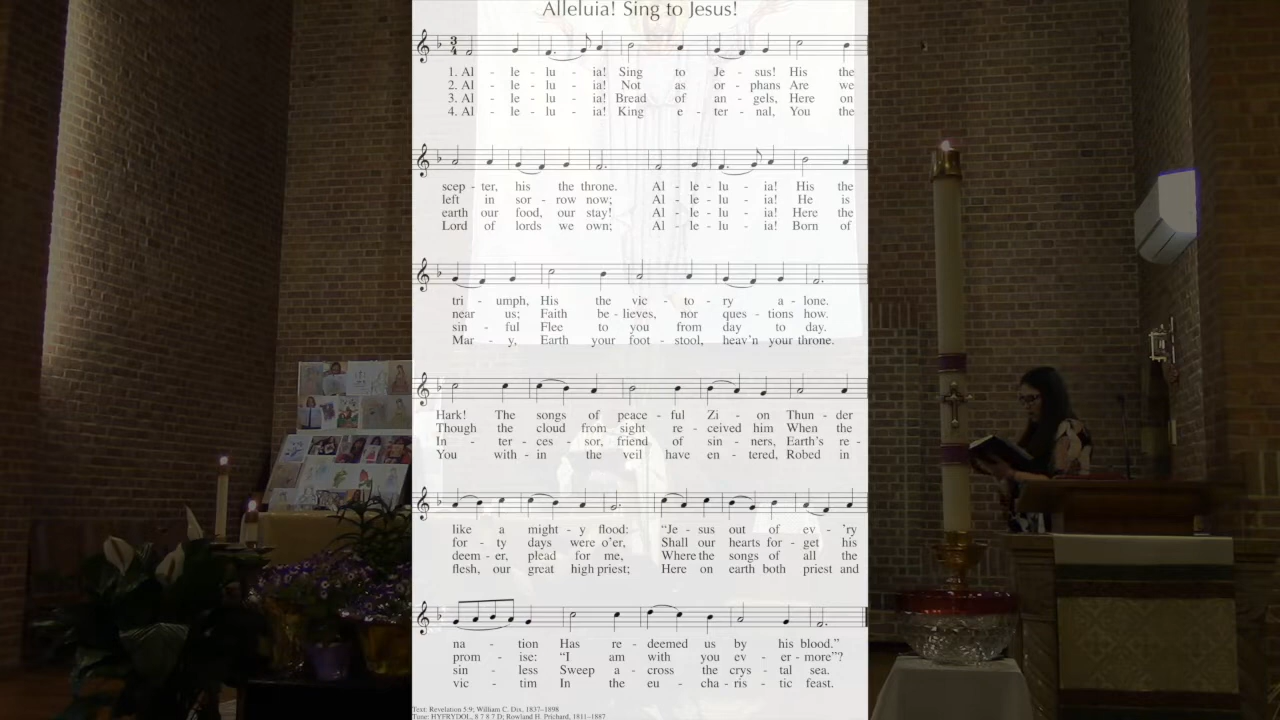 Alleluia! Sing to Jesus!
3
4
1. Al - le - lu - ia! Sing to Je - sus! His the
2. Al - le - lu - ia! Not as or - phans Are we
3. Al - le - lu - ia! Bread of an - gels, Here on
4. Al - le - lu - ia! King e - ter - nal, You the
scep - ter, his the throne. Al - le - lu - ia! His the
left in sor - row now; Al - le - lu - ia! He is
earth our food, our stay! Al - le - lu - ia! Here the
Lord of lords we own; Al - le - lu - ia! Born of
tri - umph, His the vic - to - ry a - lone.
near us; Faith be - lieves, nor ques - tions how.
sin - ful Flee to you from day to day.
Mar - y, Earth your foot - stool, heav'n your throne.
Hark! The songs of peace - ful Zi - on Thun - der
Though the cloud from sight re - ceived him When the
In - ter - ces - sor, friend of sin - ners, Earth's re -
You with - in the veil have en - tered, Robed in
like a might - y flood: “Je - sus out of ev - 'ry
for - ty days were o'er, Shall our hearts for - get his
deem - er, plead for me, Where the songs of all the
flesh, our great high priest; Here on earth both priest and
na - tion Has re - deemed us by his blood.”
prom - ise: “I am with you ev - er - more”?
sin - less Sweep a - cross the crys - tal sea.
vic - tim In the eu - cha - ris - tic feast.
Text: Revelation 5:9; William C. Dix, 1837–1898
Tune: HYFRYDOL, 8 7 8 7 D; Rowland H. Prichard, 1811–1887